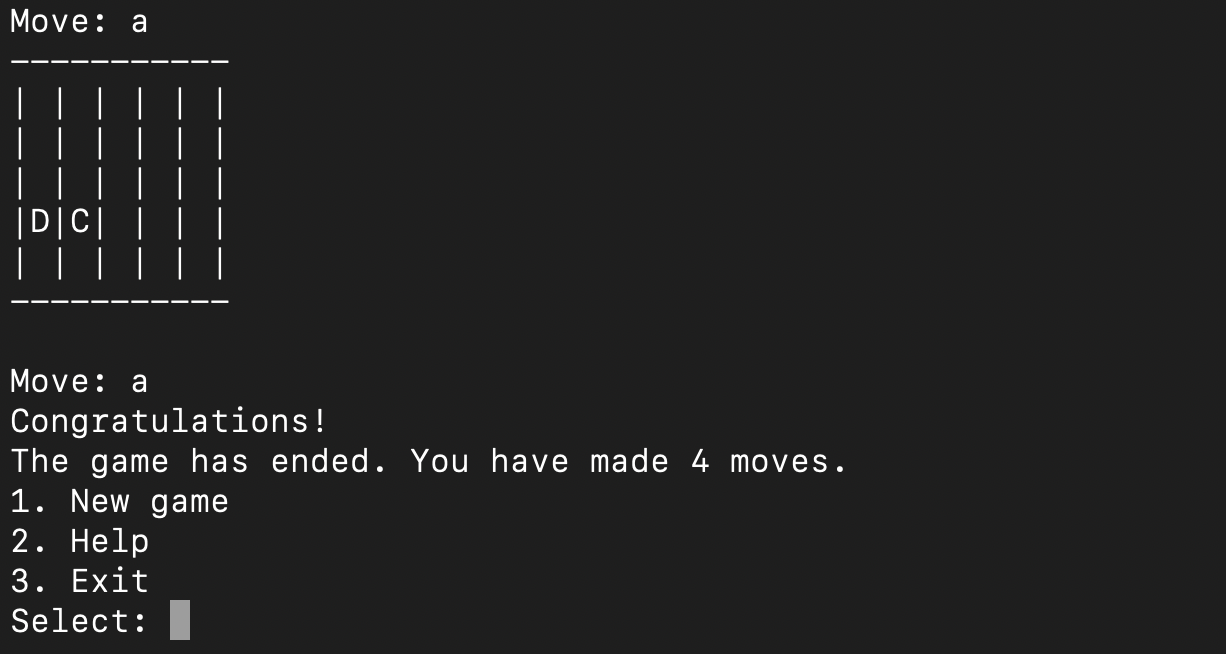 Move: a
-----------
| | | | | |
| | | | | |
| | | | | |
|D|C| | | |
| | | | | |
-----------
Move: a
Congratulations!
The game has ended. You have made 4 moves.
1. New game
2. Help
3. Exit
Select: